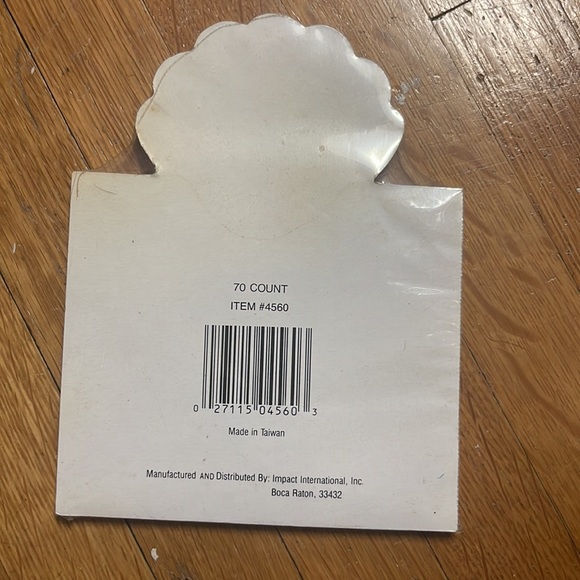 70 COUNT
ITEM #4560
0 27115 04560 3
Made in Taiwan
Manufactured AND Distributed By: Impact International, Inc.
Boca Raton, 33432